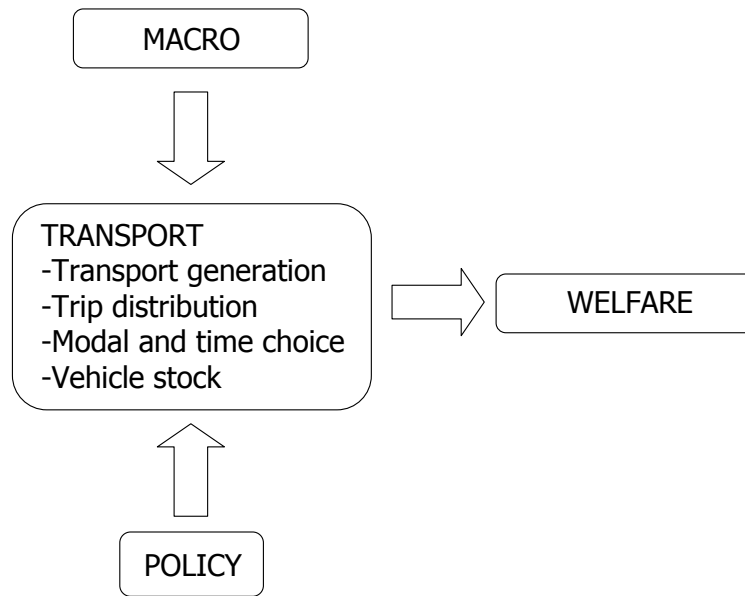 MACRO
TRANSPORT
-Transport generation
-Trip distribution
-Modal and time choice
-Vehicle stock
WELFARE
POLICY